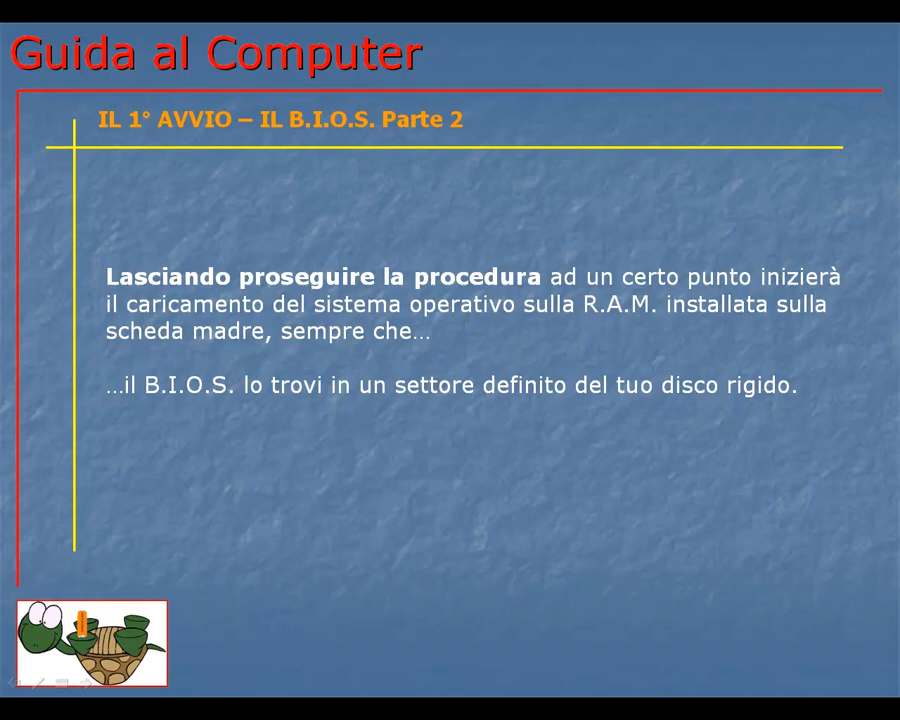 Guida al Computer
IL 1° AVVIO – IL B.I.O.S. Parte 2
Lasciando proseguire la procedura ad un certo punto inizierà
il caricamento del sistema operativo sulla R.A.M. installata sulla
scheda madre, sempre che…
…il B.I.O.S. lo trovi in un settore definito del tuo disco rigido.